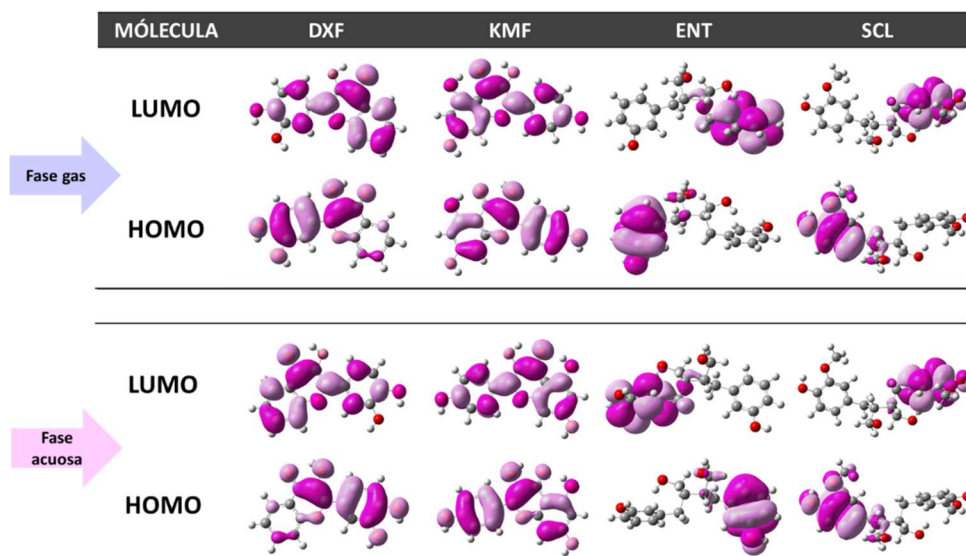 MÓLECULA DXF KMF ENT SCL
LUMO
Fase gas
HOMO
LUMO
Fase
acuosa
HOMO